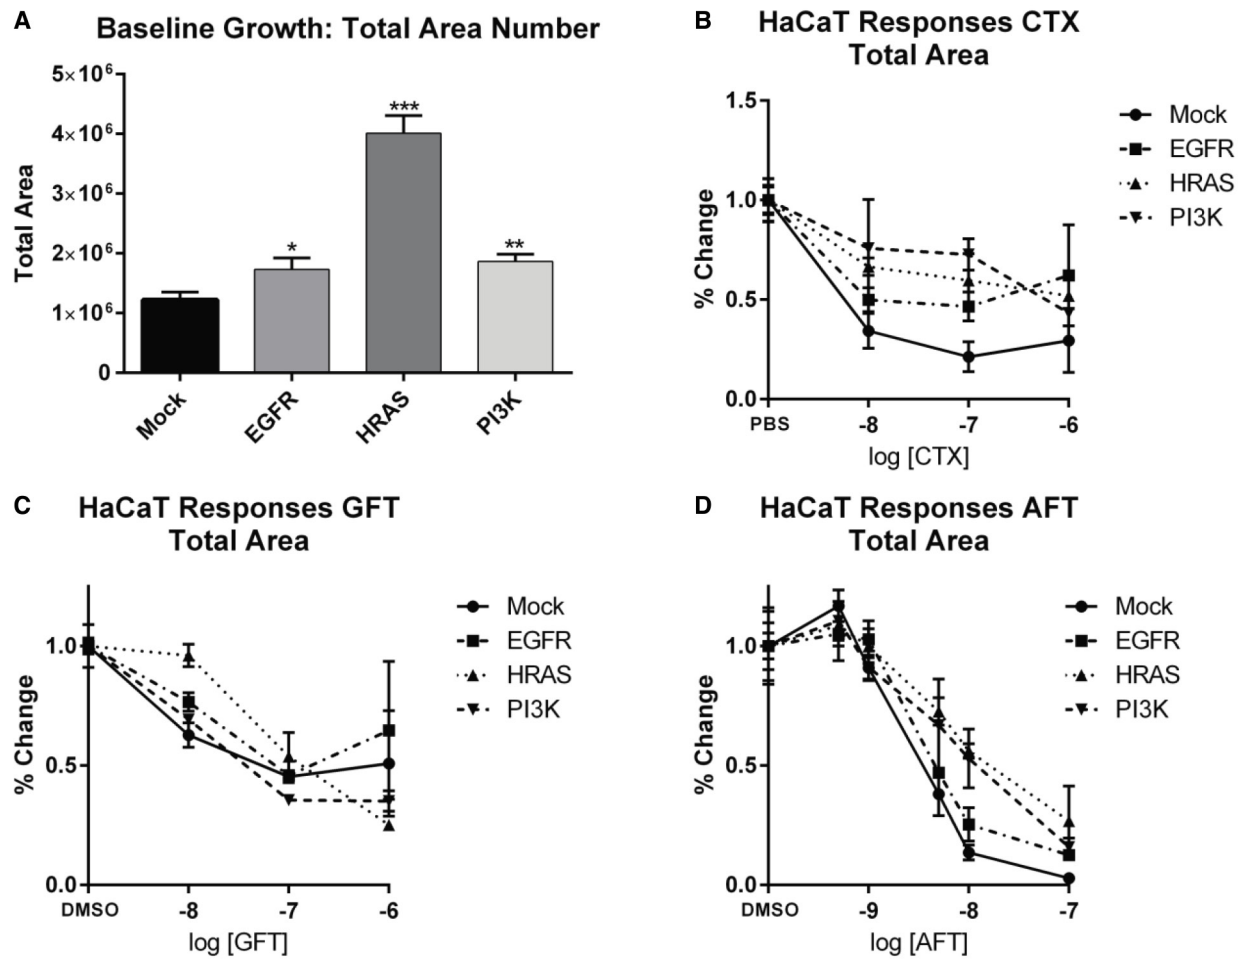 A
Baseline Growth: Total Area Number
5×10⁶
4×10⁶
3×10⁶
2×10⁶
1×10⁶
0
Total Area
*
***
**
Mock
EGFR
HRAS
PI3K
B
HaCaT Responses CTX
Total Area
1.5
1.0
0.5
0.0
% Change
PBS
-8
-7
-6
log [CTX]
Mock
EGFR
HRAS
PI3K
C
HaCaT Responses GFT
Total Area
1.0
0.5
0.0
% Change
DMSO
-8
-7
-6
log [GFT]
Mock
EGFR
HRAS
PI3K
D
HaCaT Responses AFT
Total Area
1.0
0.5
0.0
% Change
DMSO
-9
-8
-7
log [AFT]
Mock
EGFR
HRAS
PI3K